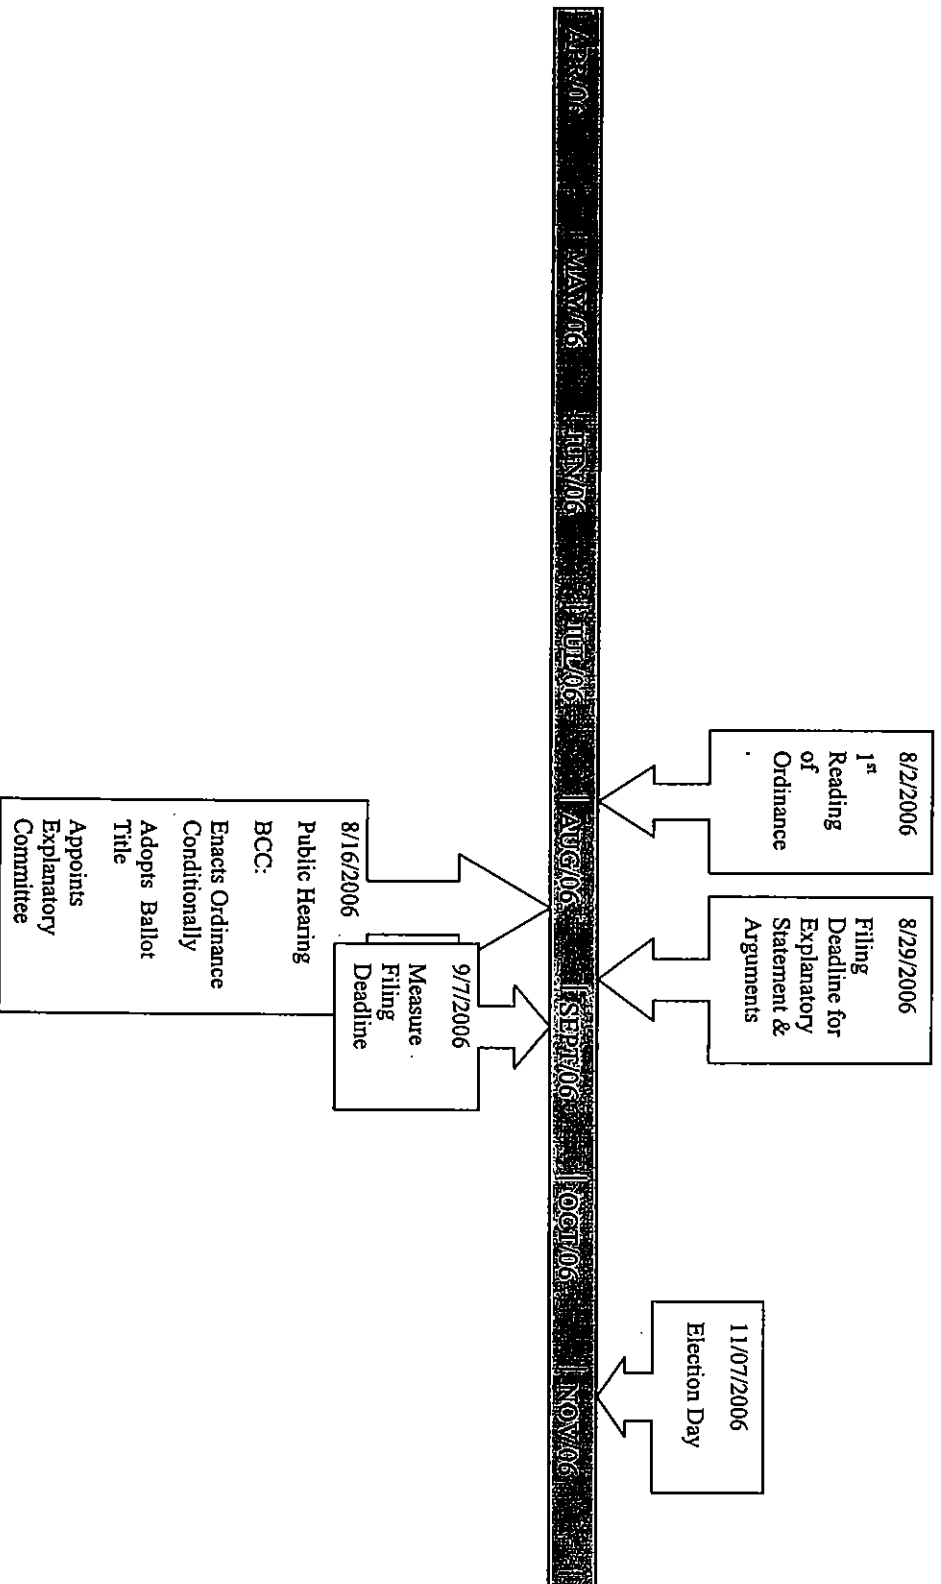 8/2/2006
1st
Reading
of
Ordinance
8/29/2006
Filing
Deadline for
Explanatory
Statement &
Arguments
11/07/2006
Election Day
APR/06 MAY/06 JUN/06 JUL/06 AUG/06 SEPT/06 OCT/06 NOV/06
8/16/2006
Public Hearing
BCC:
Enacts Ordinance
Conditionally
Adopts Ballot
Title
Appoints
Explanatory
Committee
9/7/2006
Measure
Filing
Deadline